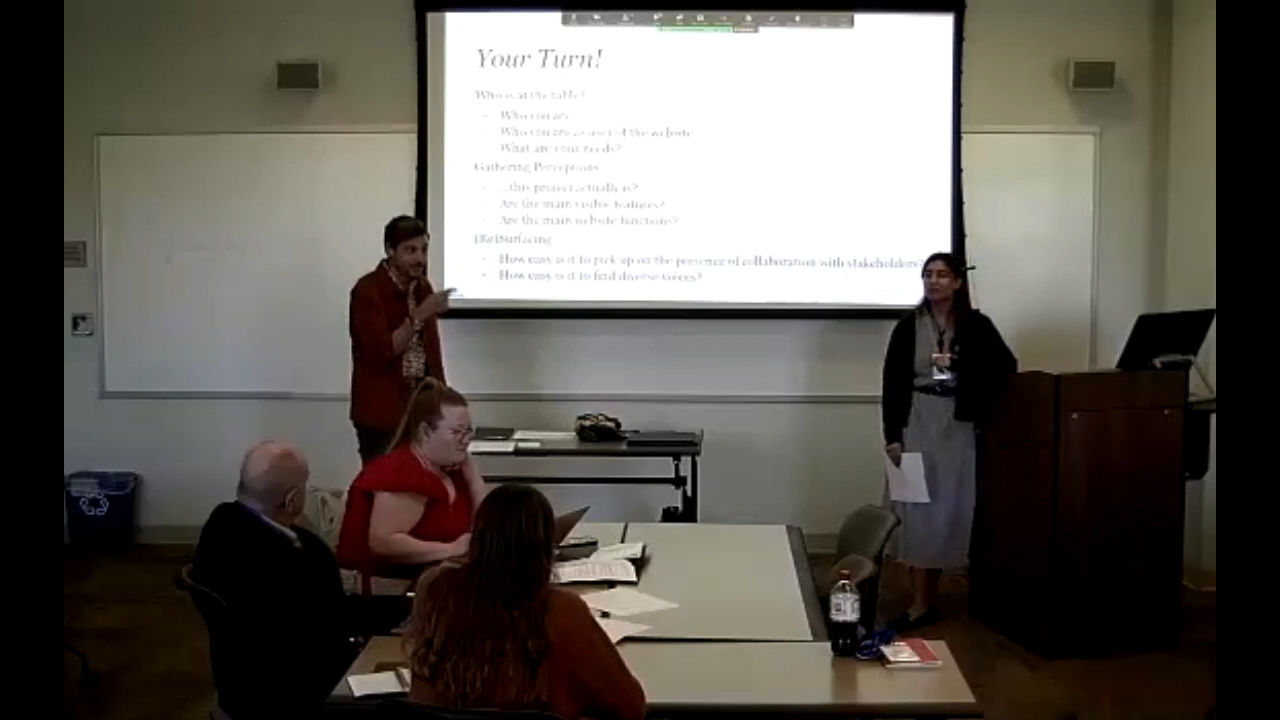 Your Turn!
Who is at the table?
- Who you are
- Who you are as user of the website
What are your needs?
Gathering Perceptions
- ...this project actually is?
- Are the main visible features?
- Are the main website functions?
[Re]Surfacing
- How easy is it to pick up on the presence of collaboration with stakeholders?
- How easy is it to find diverse voices?